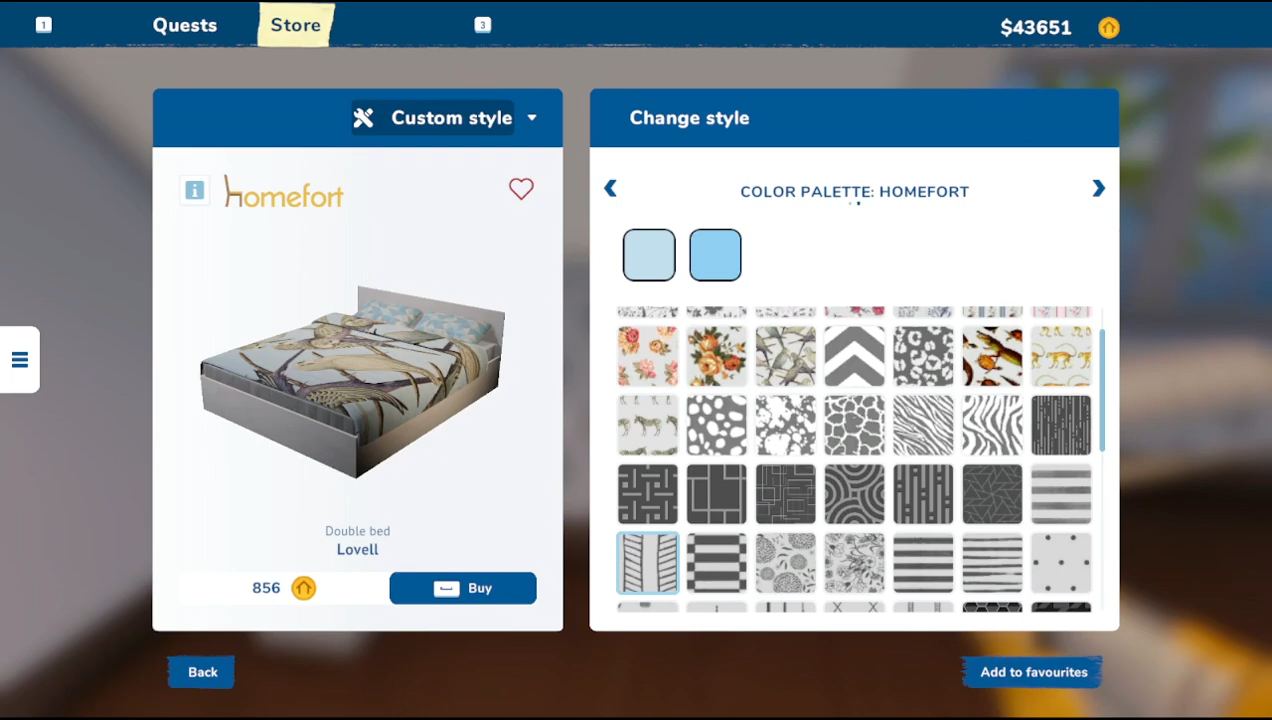 1
Quests
Store
3
$43651
Custom style
Change style
i
homefort
COLOR PALETTE: HOMEFORT
Double bed
Lovell
856
Buy
Back
Add to favourites